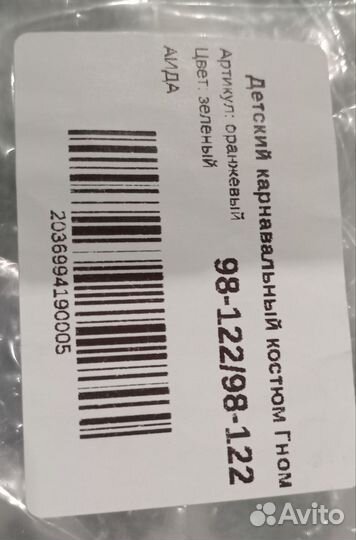 Детский карнавальный костюм Гном
Артикул: оранжевый
Цвет: зеленый
98-122/98-122
АИДА
2036994190005
Avito